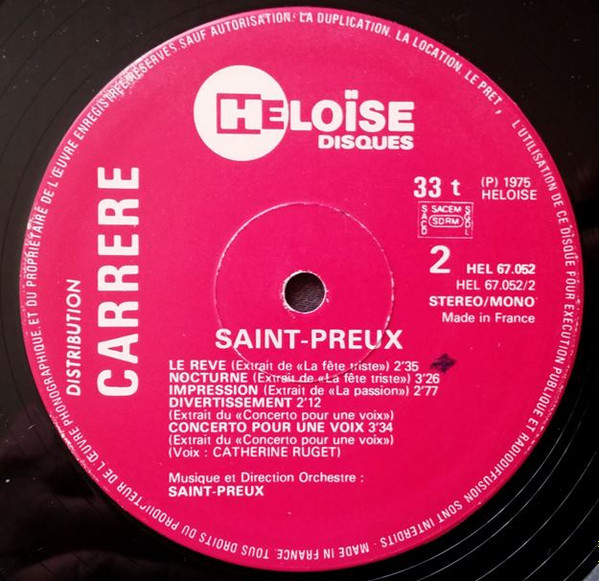 HELOÏSE
DISQUES
33 t
(P) 1975
HELOISE
SACEM
SACD SDRM SGDL
2
HEL 67.052
HEL 67.052/2
STEREO/MONO
Made in France
DISTRIBUTION
CARRERE
SAINT-PREUX
LE REVE (Extrait de «La fête triste») 2'35
NOCTURNE (Extrait de «La fête triste») 3'26
IMPRESSION (Extrait de «La passion») 2'77
DIVERTISSEMENT 2'12
(Extrait du «Concerto pour une voix»)
CONCERTO POUR UNE VOIX 3'34
(Extrait du «Concerto pour une voix»)
(Voix : CATHERINE RUGET)
Musique et Direction Orchestre :
SAINT-PREUX
TOUS DROITS DU PRODUCTEUR DE L'ŒUVRE PHONOGRAPHIQUE ET DU PROPRIÉTAIRE DE L'ŒUVRE ENREGISTRÉE RÉSERVÉS. SAUF AUTORISATION. LA DUPLICATION, LA LOCATION, LE PRET, L'UTILISATION DE CE DISQUE POUR EXÉCUTION PUBLIQUE ET RADIODIFFUSION SONT INTERDITS . MADE IN FRANCE.